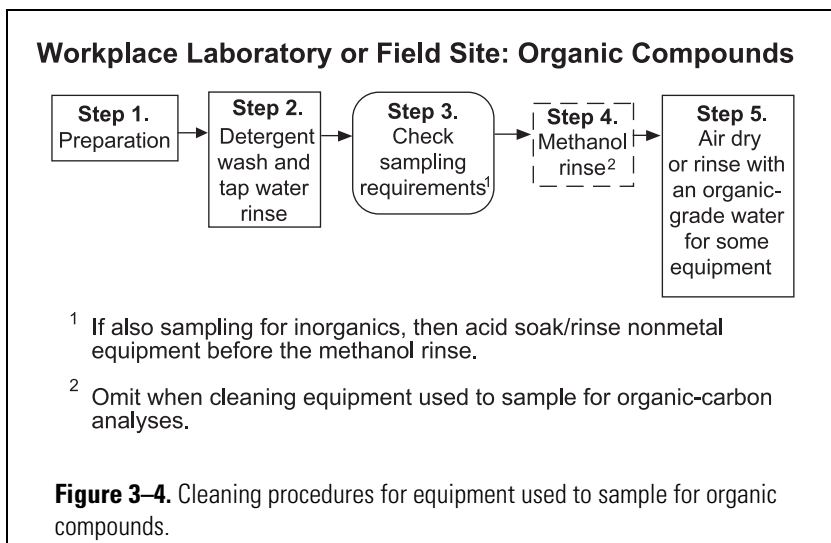 Workplace Laboratory or Field Site: Organic Compounds
Step 1.
Preparation
Step 2.
Detergent
wash and
tap water
rinse
Step 3.
Check
sampling
requirements1
Step 4.
Methanol
rinse2
Step 5.
Air dry
or rinse with
an organic-
grade water
for some
equipment
1 If also sampling for inorganics, then acid soak/rinse nonmetal
equipment before the methanol rinse.
2 Omit when cleaning equipment used to sample for organic-carbon
analyses.
Figure 3–4. Cleaning procedures for equipment used to sample for organic
compounds.